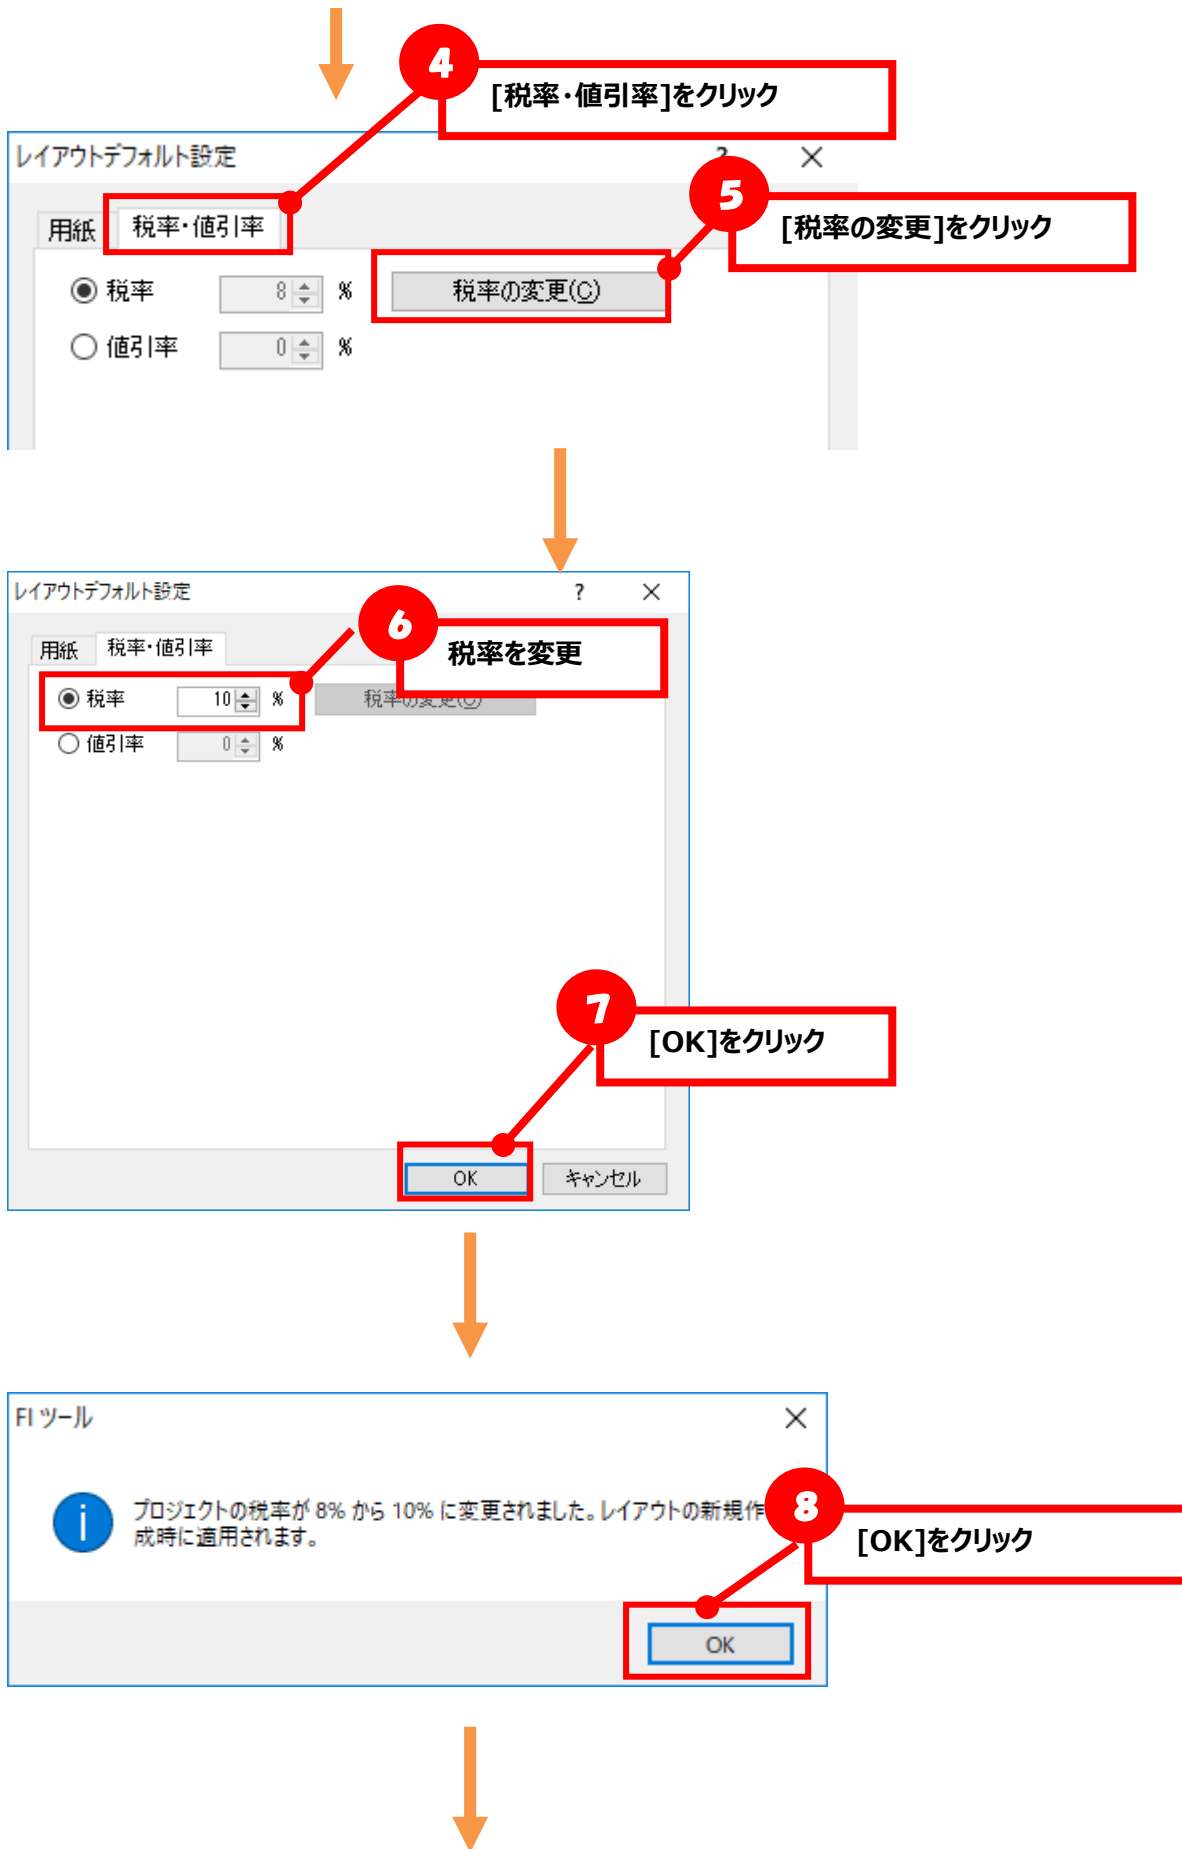 4
[税率・値引率]をクリック
レイアウトデフォルト設定
?
5
[税率の変更]をクリック
用紙 税率・値引率
税率 8 % 税率の変更(C)
値引率 0 %
レイアウトデフォルト設定 ?
6
税率を変更
用紙 税率・値引率
税率 10 % 税率の変更(C)
値引率 0 %
7
[OK]をクリック
OK キャンセル
FI ツール
プロジェクトの税率が 8% から 10% に変更されました。レイアウトの新規作
成時に適用されます。
8
[OK]をクリック
OK